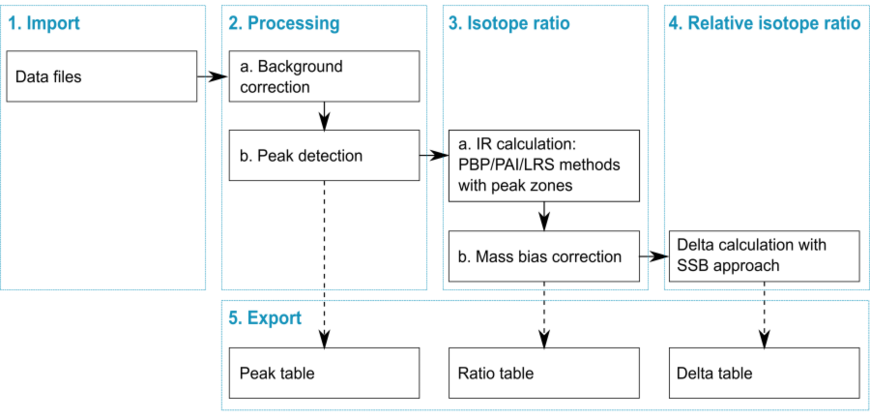 1. Import
Data files
2. Processing
a. Background
correction
b. Peak detection
3. Isotope ratio
a. IR calculation:
PBP/PAI/LRS methods
with peak zones
b. Mass bias correction
4. Relative isotope ratio
Delta calculation with
SSB approach
5. Export
Peak table
Ratio table
Delta table